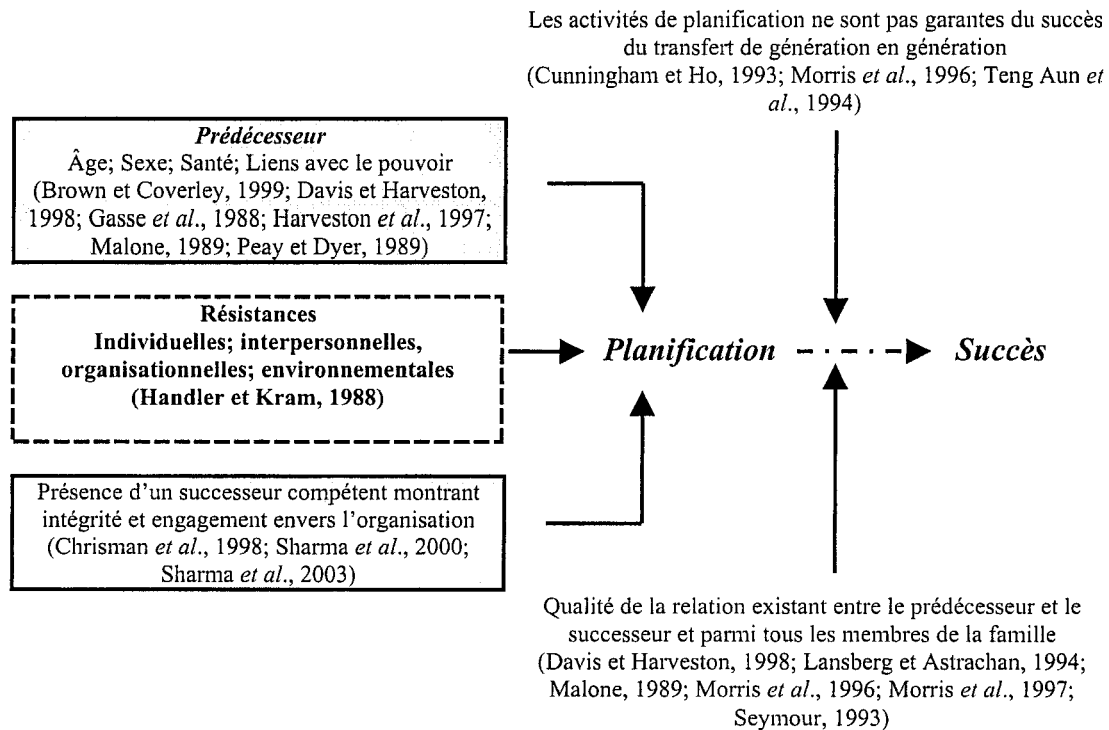 Les activités de planification ne sont pas garantes du succès
du transfert de génération en génération
(Cunningham et Ho, 1993; Morris et al., 1996; Teng Aun et
al., 1994)
Prédécesseur
Âge; Sexe; Santé; Liens avec le pouvoir
(Brown et Coverley, 1999; Davis et Harveston,
1998; Gasse et al., 1988; Harveston et al., 1997;
Malone, 1989; Peay et Dyer, 1989)
Résistances
Individuelles; interpersonnelles,
organisationnelles; environnementales
(Handler et Kram, 1988)
Planification
Succès
Présence d'un successeur compétent montrant
intégrité et engagement envers l'organisation
(Chrisman et al., 1998; Sharma et al., 2000;
Sharma et al., 2003)
Qualité de la relation existant entre le prédécesseur et le
successeur et parmi tous les membres de la famille
(Davis et Harveston, 1998; Lansberg et Astrachan, 1994;
Malone, 1989; Morris et al., 1996; Morris et al., 1997;
Seymour, 1993)